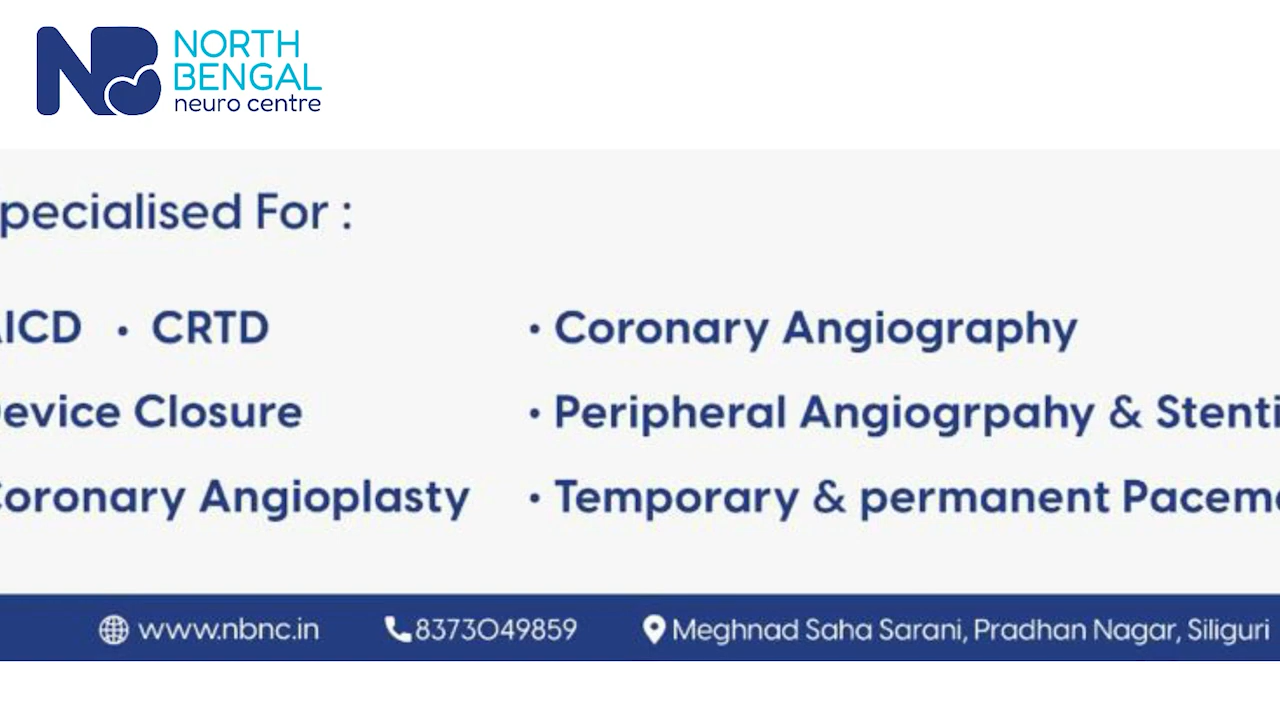 NORTH
BENGAL
neuro centre
pecialised For :
ICD • CRTD
evice Closure
oronary Angioplasty
• Coronary Angiography
• Peripheral Angiogrpahy & Stenti
• Temporary & permanent Pacem
www.nbnc.in
8373049859
Meghnad Saha Sarani, Pradhan Nagar, Siliguri